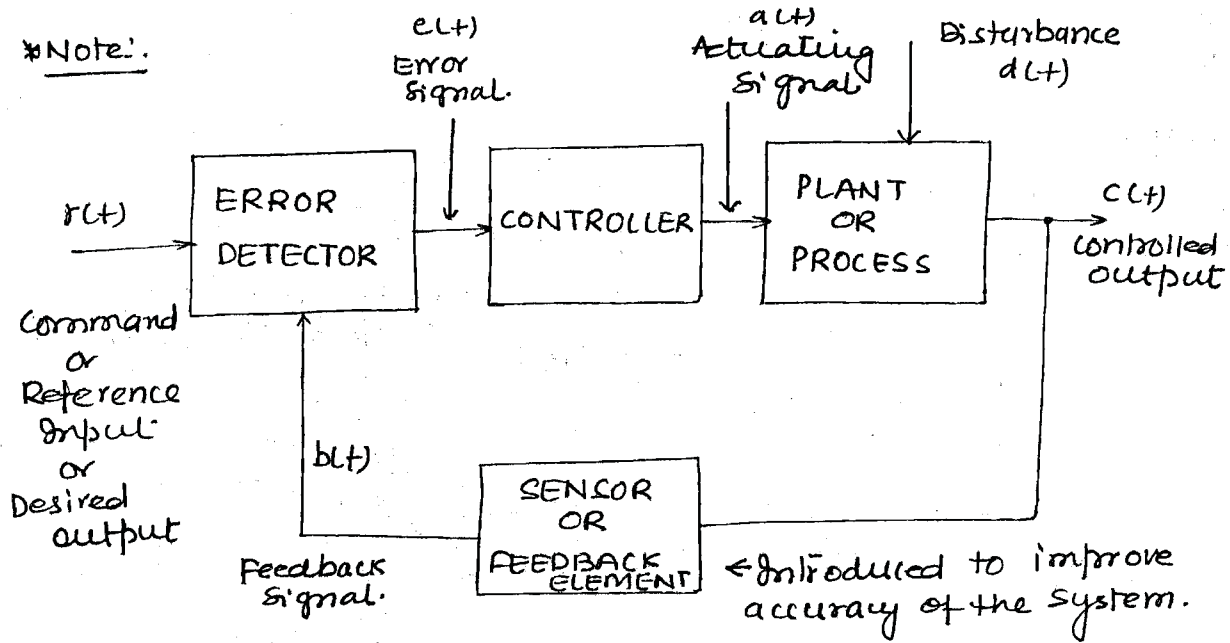 *Note:.
e(t)
Error
Signal.
a(t)
Actuating
Signal
Disturbance
d(t)
r(t)
Command
or
Reference
Input
or
Desired
output
ERROR
DETECTOR
CONTROLLER
PLANT
OR
PROCESS
C(t)
Controlled
output
b(t)
Feedback
Signal.
SENSOR
OR
FEEDBACK
ELEMENT
←Introduced to improve
accuracy of the system.